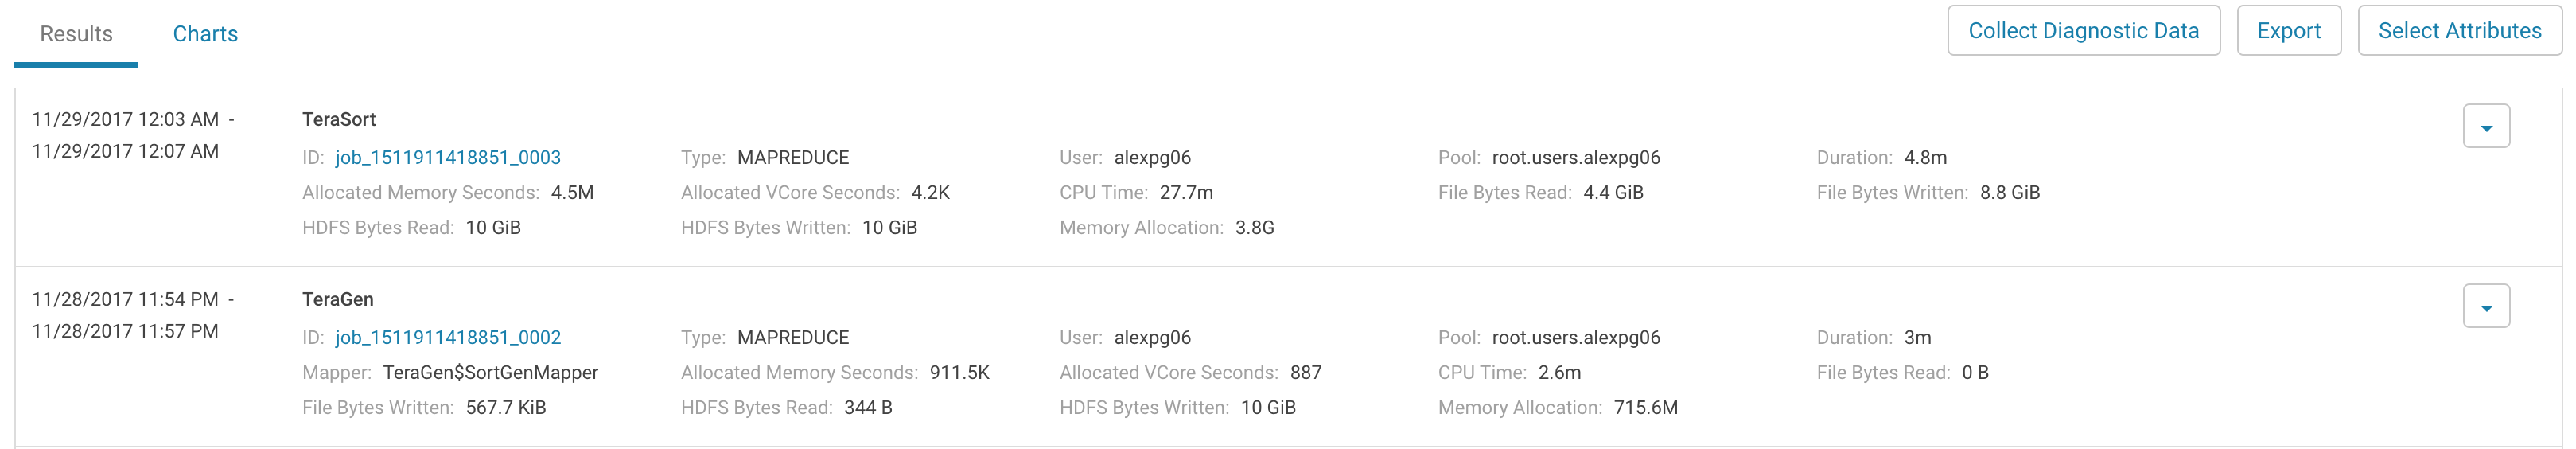 Results Charts Collect Diagnostic Data Export Select Attributes
11/29/2017 12:03 AM - TeraSort
11/29/2017 12:07 AM
ID: job_1511911418851_0003 Type: MAPREDUCE User: alexpg06 Pool: root.users.alexpg06 Duration: 4.8m
Allocated Memory Seconds: 4.5M Allocated VCore Seconds: 4.2K CPU Time: 27.7m File Bytes Read: 4.4 GiB File Bytes Written: 8.8 GiB
HDFS Bytes Read: 10 GiB HDFS Bytes Written: 10 GiB Memory Allocation: 3.8G
11/28/2017 11:54 PM - TeraGen
11/28/2017 11:57 PM
ID: job_1511911418851_0002 Type: MAPREDUCE User: alexpg06 Pool: root.users.alexpg06 Duration: 3m
Mapper: TeraGen$SortGenMapper Allocated Memory Seconds: 911.5K Allocated VCore Seconds: 887 CPU Time: 2.6m File Bytes Read: 0 B
File Bytes Written: 567.7 KiB HDFS Bytes Read: 344 B HDFS Bytes Written: 10 GiB Memory Allocation: 715.6M